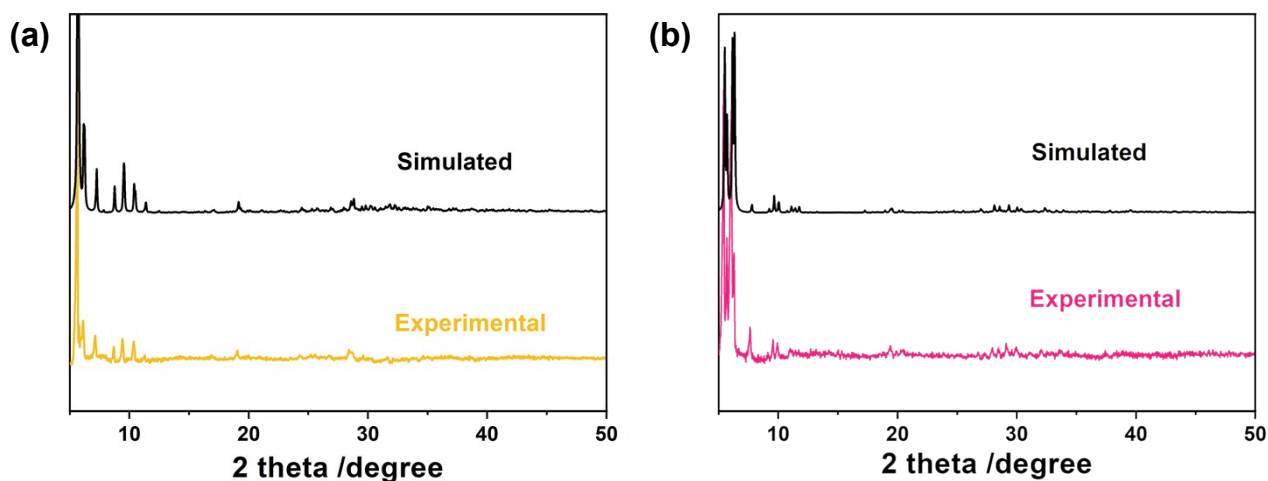 (a)
Simulated
Experimental
10 20 30 40 50
2 theta /degree
(b)
Simulated
Experimental
10 20 30 40 50
2 theta /degree